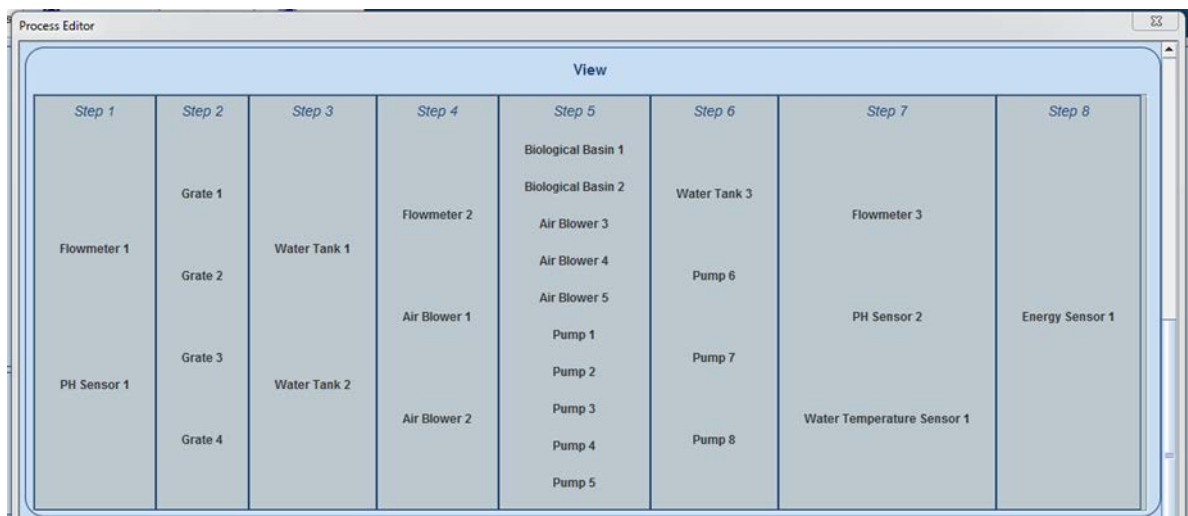 Process Editor
View
Step 1
Flowmeter 1
PH Sensor 1
Step 2
Grate 1
Grate 2
Grate 3
Grate 4
Step 3
Water Tank 1
Water Tank 2
Step 4
Flowmeter 2
Air Blower 1
Air Blower 2
Step 5
Biological Basin 1
Biological Basin 2
Air Blower 3
Air Blower 4
Air Blower 5
Pump 1
Pump 2
Pump 3
Pump 4
Pump 5
Step 6
Water Tank 3
Pump 6
Pump 7
Pump 8
Step 7
Flowmeter 3
PH Sensor 2
Water Temperature Sensor 1
Step 8
Energy Sensor 1